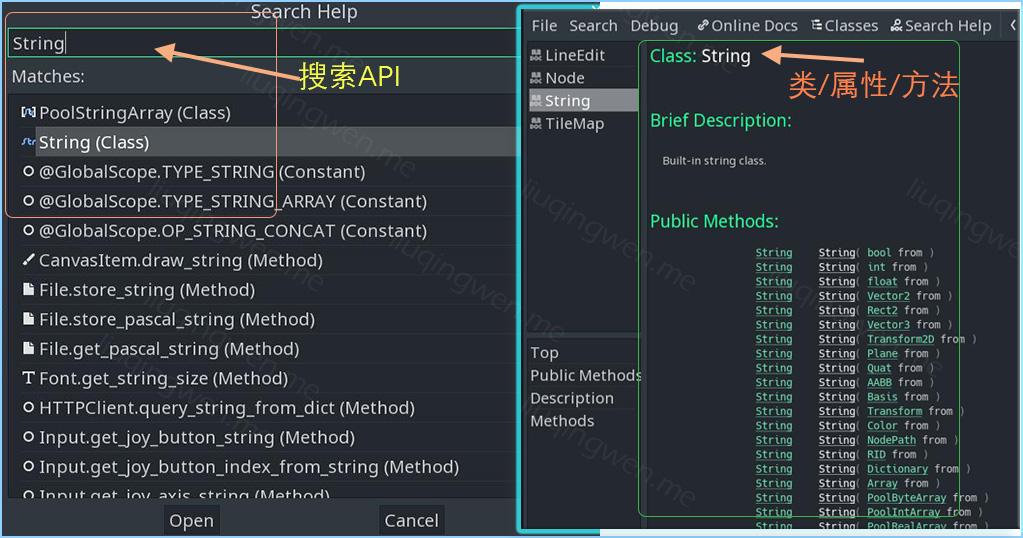 Search Help
String
搜索API
Matches:
PoolStringArray (Class)
String (Class)
@GlobalScope.TYPE_STRING (Constant)
@GlobalScope.TYPE_STRING_ARRAY (Constant)
@GlobalScope.OP_STRING_CONCAT (Constant)
CanvasItem.draw_string (Method)
File.store_string (Method)
File.store_pascal_string (Method)
File.get_pascal_string (Method)
Font.get_string_size (Method)
HTTPClient.query_string_from_dict (Method)
Input.get_joy_button_string (Method)
Input.get_joy_button_index_from_string (Method)
Input.get_joy_axis_string (Method)
Open Cancel
File Search Debug Online Docs Classes Search Help
LineEdit
Node
String
TileMap
Top
Public Methods
Description
Methods
Class: String
类/属性/方法
Brief Description:
Built-in string class.
Public Methods:
String String( bool from )
String String( int from )
String String( float from )
String String( Vector2 from )
String String( Rect2 from )
String String( Vector3 from )
String String( Transform2D from )
String String( Plane from )
String String( Quat from )
String String( AABB from )
String String( Basis from )
String String( Transform from )
String String( Color from )
String String( NodePath from )
String String( RID from )
String String( Dictionary from )
String String( Array from )
String String( PoolByteArray from )
String String( PoolIntArray from )
String String( PoolRealArray from )
liuqingwen.me